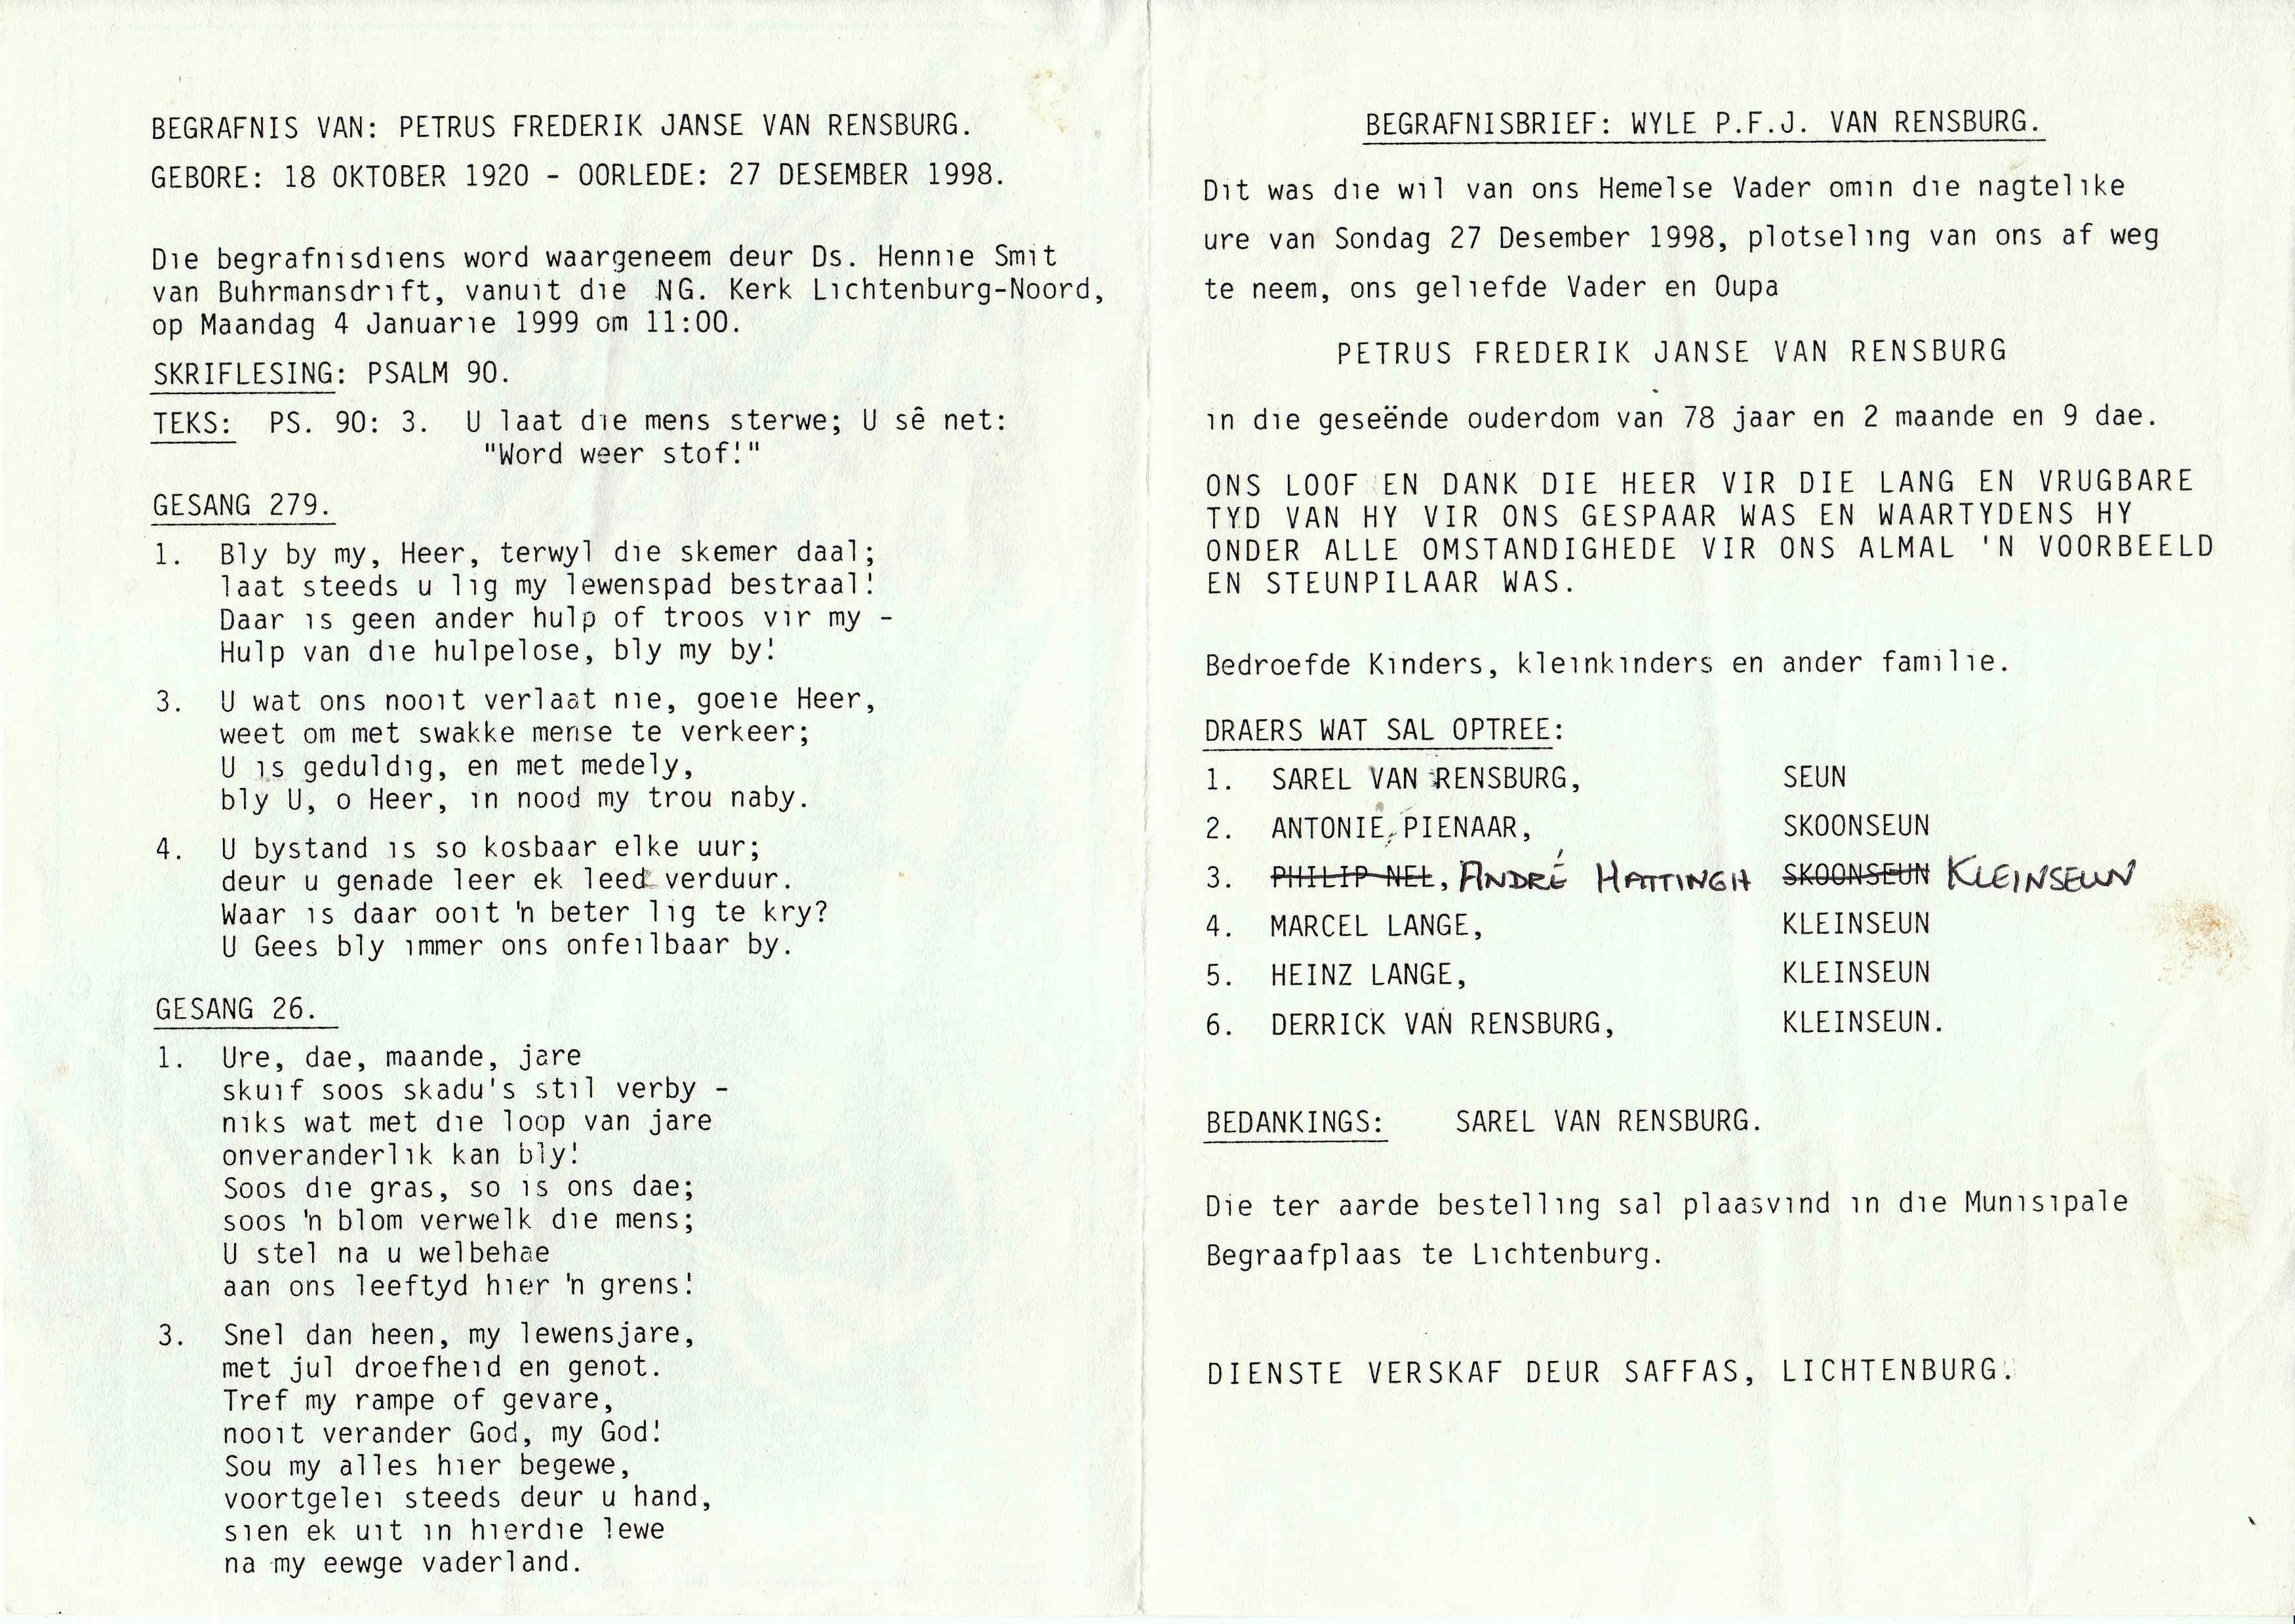 BEGRAFNIS VAN: PETRUS FREDERIK JANSE VAN RENSBURG.
GEBORE: 18 OKTOBER 1920 - OORLEDE: 27 DESEMBER 1998.
Die begrafnisdiens word waargeneem deur Ds. Hennie Smit
van Buhrmansdrift, vanuit die NG. Kerk Lichtenburg-Noord,
op Maandag 4 Januarie 1999 om 11:00.
SKRIFLESING: PSALM 90.
TEKS: PS. 90: 3. U laat die mens sterwe; U sê net:
"Word weer stof!"
GESANG 279.
1. Bly by my, Heer, terwyl die skemer daal;
laat steeds u lig my lewenspad bestraal!
Daar is geen ander hulp of troos vir my -
Hulp van die hulpelose, bly my by!
3. U wat ons nooit verlaat nie, goeie Heer,
weet om met swakke mense te verkeer;
U is geduldig, en met medely,
bly U, o Heer, in nood my trou naby.
4. U bystand is so kosbaar elke uur;
deur u genade leer ek leed verduur.
Waar is daar ooit 'n beter lig te kry?
U Gees bly immer ons onfeilbaar by.
GESANG 26.
1. Ure, dae, maande, jare
skuif soos skadu's stil verby -
niks wat met die loop van jare
onveranderlik kan bly!
Soos die gras, so is ons dae;
soos 'n blom verwelk die mens;
U stel na u welbehae
aan ons leeftyd hier 'n grens!
3. Snel dan heen, my lewensjare,
met jul droefheid en genot.
Tref my rampe of gevare,
nooit verander God, my God!
Sou my alles hier begewe,
voortgelei steeds deur u hand,
sien ek uit in hierdie lewe
na my eewge vaderland.
BEGRAFNISBRIEF: WYLE P.F.J. VAN RENSBURG.
Dit was die wil van ons Hemelse Vader omin die nagtelike
ure van Sondag 27 Desember 1998, plotseling van ons af weg
te neem, ons geliefde Vader en Oupa
PETRUS FREDERIK JANSE VAN RENSBURG
in die geseënde ouderdom van 78 jaar en 2 maande en 9 dae.
ONS LOOF EN DANK DIE HEER VIR DIE LANG EN VRUGBARE
TYD VAN HY VIR ONS GESPAAR WAS EN WAARTYDENS HY
ONDER ALLE OMSTANDIGHEDE VIR ONS ALMAL 'N VOORBEELD
EN STEUNPILAAR WAS.
Bedroefde Kinders, kleinkinders en ander familie.
DRAERS WAT SAL OPTREE:
1. SAREL VAN RENSBURG, SEUN
2. ANTONIE PIENAAR, SKOONSEUN
3. PHILIP NEL, ANDRÉ HATTINGH SKOONSEUN KLEINSEUN
4. MARCEL LANGE, KLEINSEUN
5. HEINZ LANGE, KLEINSEUN
6. DERRICK VAN RENSBURG, KLEINSEUN.
BEDANKINGS: SAREL VAN RENSBURG.
Die ter aarde bestelling sal plaasvind in die Munisipale
Begraafplaas te Lichtenburg.
DIENSTE VERSKAF DEUR SAFFAS, LICHTENBURG.